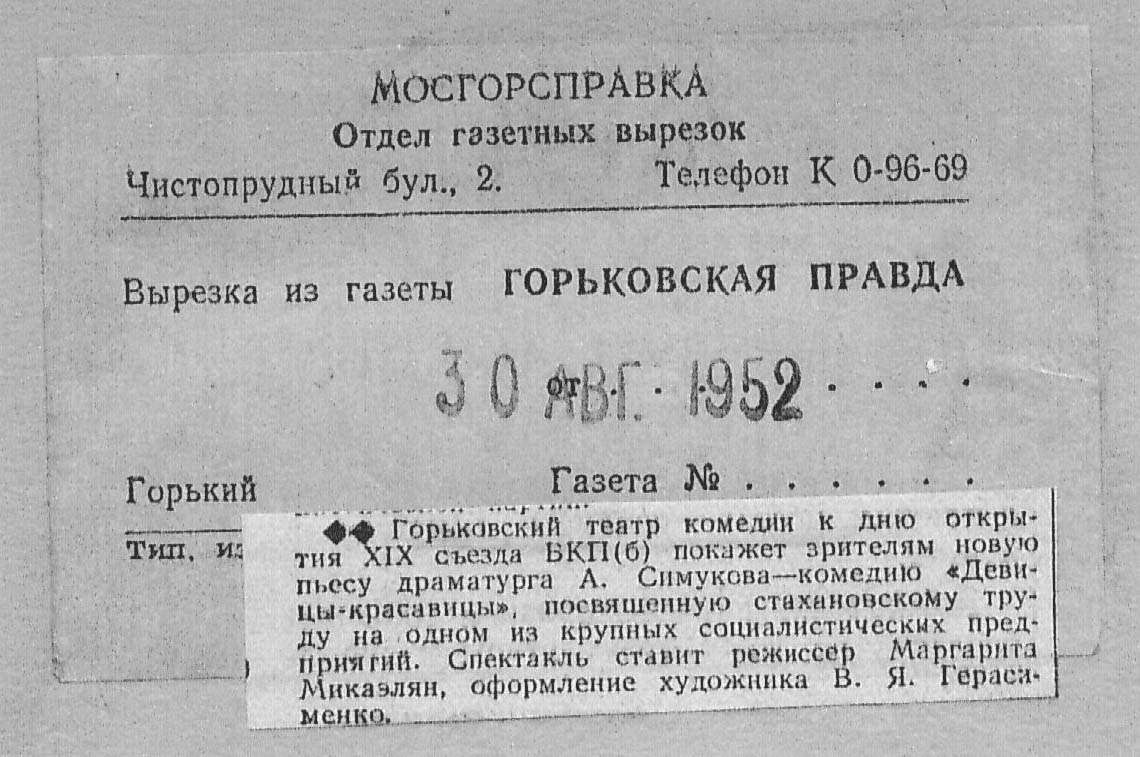 МОСГОРСПРАВКА
Отдел газетных вырезок
Чистопрудный бул., 2. Телефон К 0-96-69
Вырезка из газеты ГОРЬКОВСКАЯ ПРАВДА
30 от АВГ. 1952 . . . .
Горький Газета № . . . . . .
Тип. из
◆◆ Горьковский театр комедии к дню откры-
тия XIX съезда ВКП(б) покажет зрителям новую
пьесу драматурга А. Симукова—комедию «Деви-
цы-красавицы», посвященную стахановскому тру-
ду на одном из крупных социалистических пред-
приятий. Спектакль ставит режиссер Маргарита
Микаэлян, оформление художника В. Я. Гераси-
менко.